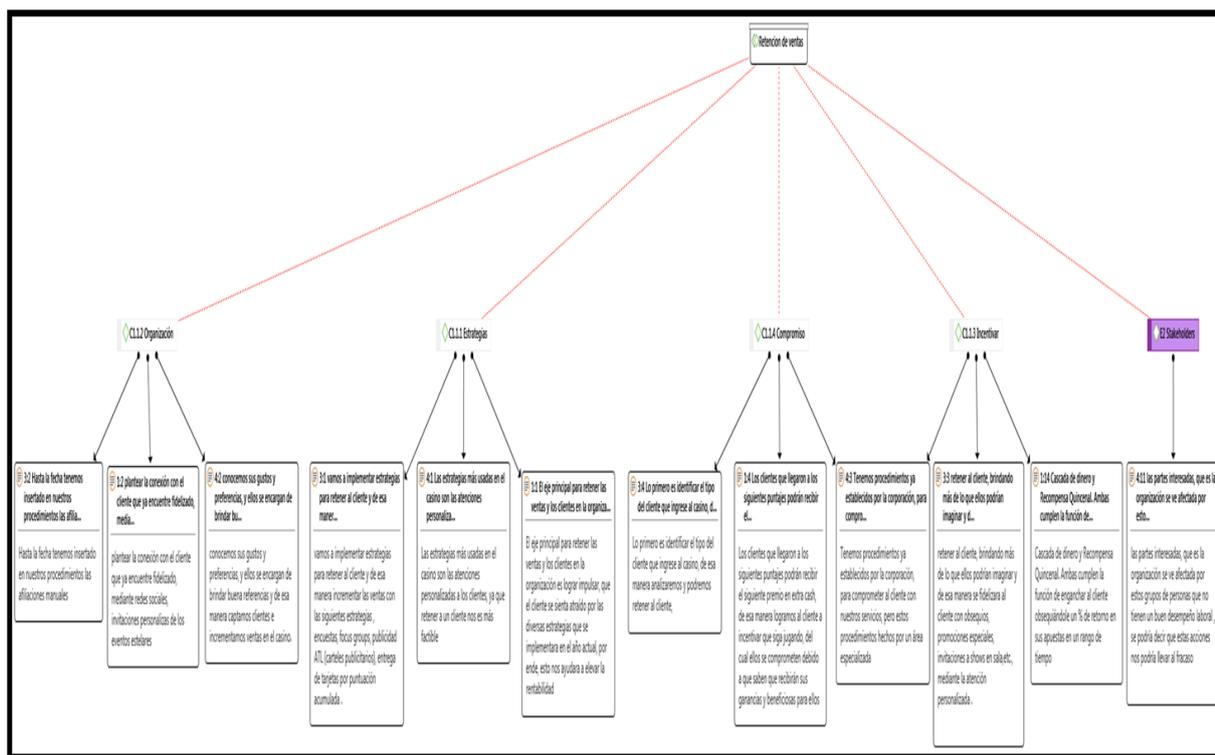 Retencion de ventas
C1.1.2 Organización
C1.1.1 Estrategias
C1.1.4 Compromiso
C1.1.3 Incentivar
E2 Stakeholders
3:2 Hasta la fecha tenemos
insertado en nuestros
procedimientos las afilia...
Hasta la fecha tenemos insertado
en nuestros procedimientos las
afiliaciones manuales
1:2 plantear la conexión con el
cliente que ya encuentre fidelizado,
media...
plantear la conexión con el cliente
que ya encuentre fidelizado,
mediante redes sociales,
invitaciones personalizas de los
eventos estelares
4:2 conocemos sus gustos y
preferencias, y ellos se encargan de
brindar bu...
conocemos sus gustos y
preferencias, y ellos se encargan de
brindar buena referencias y de esa
manera captamos clientes e
incrementamos ventas en el casino.
3:1 vamos a implementar estrategias
para retener al cliente y de esa
maner...
vamos a implementar estrategias
para retener al cliente y de esa
manera incrementar las ventas con
las siguientes estrategias ,
encuestas, focus groups, publicidad
ATL (carteles publicitarios), entrega
de tarjetas por puntuación
acumulada .
4:1 Las estrategias más usadas en el
casino son las atenciones
personaliza...
Las estrategias más usadas en el
casino son las atenciones
personalizadas a los clientes, ya que
retener a un cliente nos es más
factible
1:1 El eje principal para retener las
ventas y los clientes en la organiza...
El eje principal para retener las
ventas y los clientes en la
organización es lograr impulsar, que
el cliente se sienta atraído por las
diversas estrategias que se
implementara en el año actual, por
ende, esto nos ayudara a elevar la
rentabilidad
3:4 Lo primero es identificar el tipo
del cliente que ingrese al casino, d...
Lo primero es identificar el tipo del
cliente que ingrese al casino, de esa
manera analizaremos y podremos
retener al cliente,
1:4 Los clientes que llegaron a los
siguientes puntajes podrán recibir
el...
Los clientes que llegaron a los
siguientes puntajes podrán recibir
el siguiente premio en extra cash,
de esa manera logramos al cliente a
incentivar que siga jugando, del
cual ellos se comprometen debido
a que saben que recibirán sus
ganancias y beneficiosas para ellos
4:3 Tenemos procedimientos ya
establecidos por la corporación, para
compro...
Tenemos procedimientos ya
establecidos por la corporación,
para comprometer al cliente con
nuestros servicios, pero estos
procedimientos hechos por un área
especializada
3:3 retener al cliente, brindando
más de lo que ellos podrían
imaginar y d...
retener al cliente, brindando más
de lo que ellos podrían imaginar y
de esa manera se fidelizara al
cliente con obsequios,
promociones especiales,
invitaciones a shows en sala,etc,
mediante la atención
personalizada .
1:14 Cascada de dinero y
Recompensa Quincenal. Ambas
cumplen la función de...
Cascada de dinero y Recompensa
Quincenal. Ambas cumplen la
función de enganchar al cliente
obsequiándole un % de retorno en
sus apuestas en un rango de
tiempo
4:11 las partes interesadas, que es la
organización se ve afectada por
esto...
las partes interesadas, que es la
organización se ve afectada por
estos grupos de personas que no
tienen un buen desempeño laboral ,
se podría decir que estas acciones
nos podría llevar al fracaso